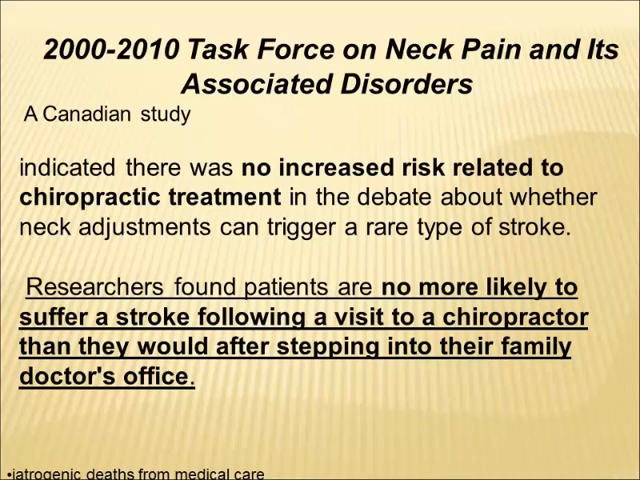 2000-2010 Task Force on Neck Pain and Its
Associated Disorders
A Canadian study
indicated there was no increased risk related to
chiropractic treatment in the debate about whether
neck adjustments can trigger a rare type of stroke.
Researchers found patients are no more likely to
suffer a stroke following a visit to a chiropractor
than they would after stepping into their family
doctor's office.
•iatrogenic deaths from medical care